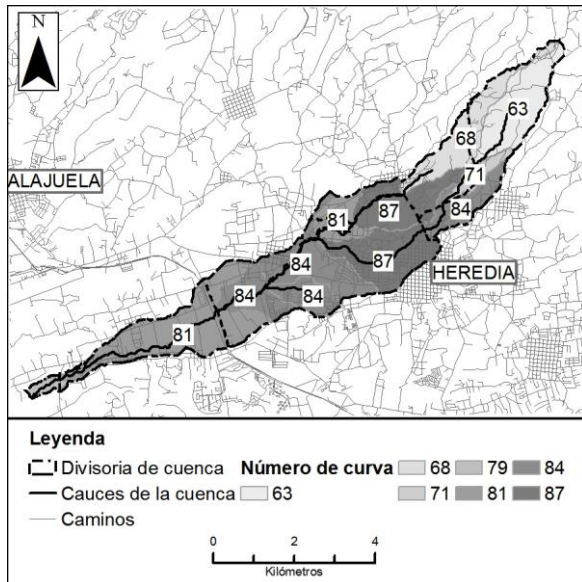 N
63
68
ALAJUELA
71
81
87
84
HEREDIA
84
87
84
84
81
Leyenda
Divisoria de cuenca
Número de curva
68
79
84
Cauces de la cuenca
63
71
81
87
Caminos
0 2 4
Kilómetros